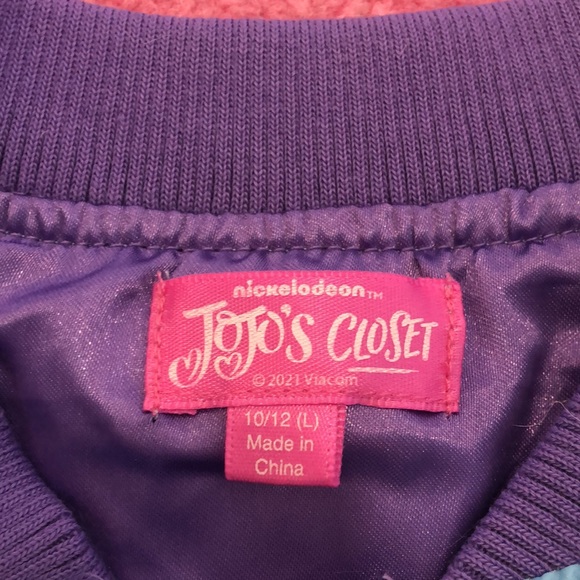 nickelodeon™
JoJo's CLOSET
© 2021 Viacom
10/12 (L)
Made in
China